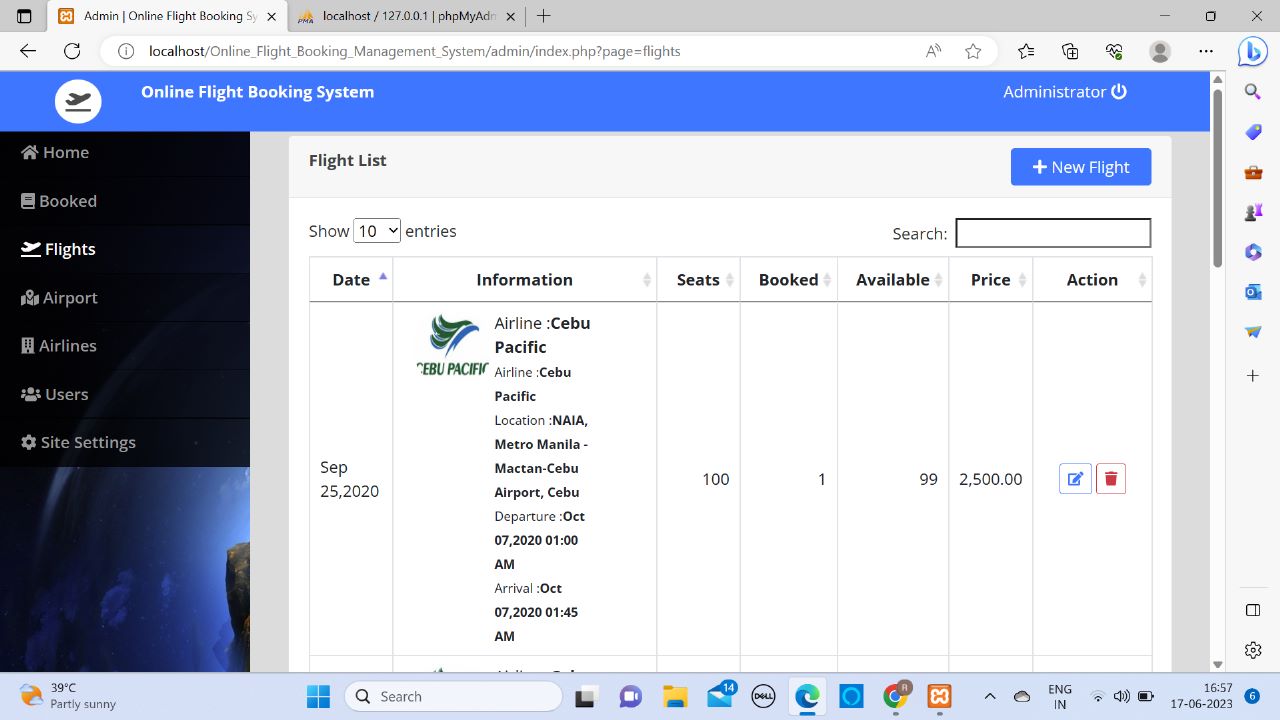 Admin | Online Flight Booking Sy
localhost / 127.0.0.1 | phpMyAdm
localhost/Online_Flight_Booking_Management_System/admin/index.php?page=flights
Online Flight Booking System
Administrator
Home
Booked
Flights
Airport
Airlines
Users
Site Settings
Flight List
New Flight
Show 10 entries
Search:
Date Information Seats Booked Available Price Action
CEBU PACIFIC
Airline :Cebu
Pacific
Airline :Cebu
Pacific
Location :NAIA,
Metro Manila -
Mactan-Cebu
Airport, Cebu
Departure :Oct
07,2020 01:00
AM
Arrival :Oct
07,2020 01:45
AM
Sep
25,2020
100 1 99 2,500.00
39°C
Partly sunny
Search
14
DELL
R
ENG
IN
16:57
17-06-2023
6